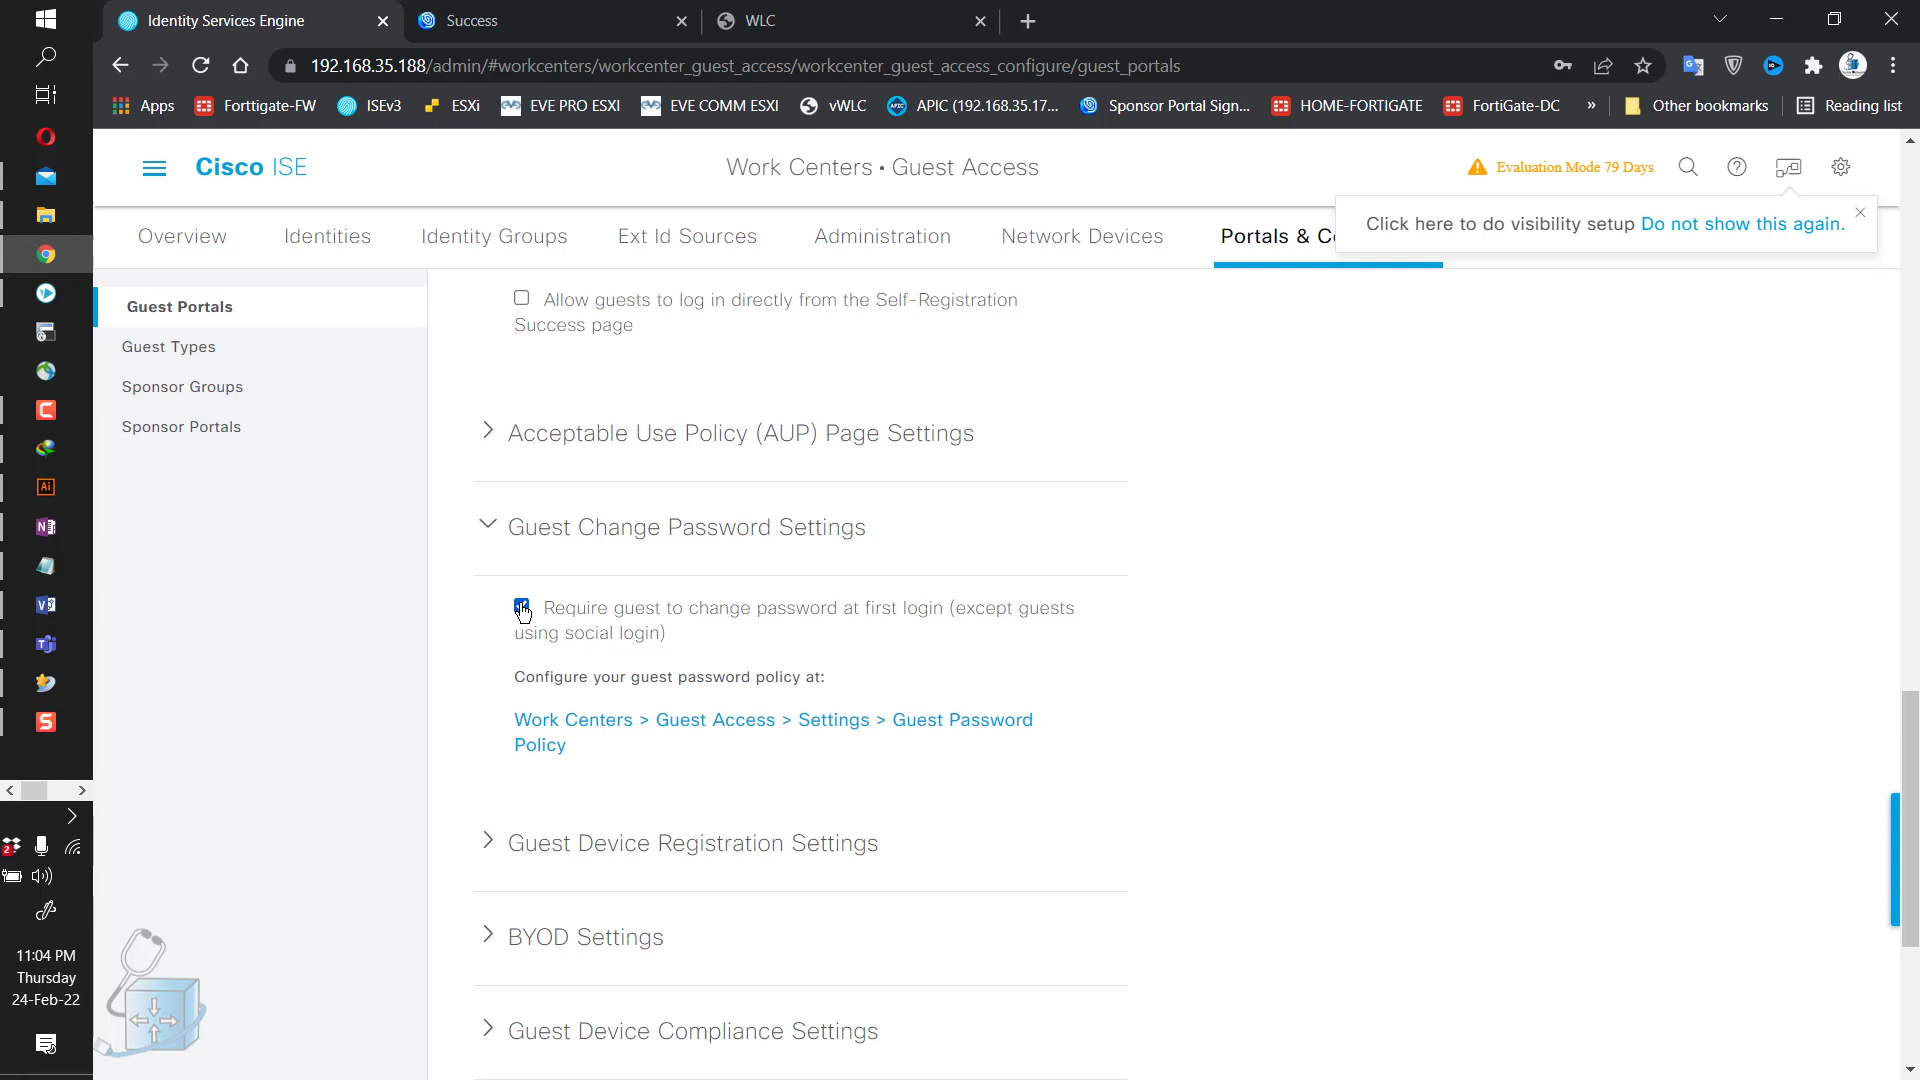 Identity Services Engine
Success
WLC
192.168.35.188/admin/#workcenters/workcenter_guest_access/workcenter_guest_access_configure/guest_portals
Apps
Forttigate-FW
ISEv3
ESXi
EVE PRO ESXI
EVE COMM ESXI
vWLC
APIC (192.168.35.17...
Sponsor Portal Sign...
HOME-FORTIGATE
FortiGate-DC
»
Other bookmarks
Reading list
Cisco ISE
Work Centers • Guest Access
Evaluation Mode 79 Days
Click here to do visibility setup Do not show this again.
Overview
Identities
Identity Groups
Ext Id Sources
Administration
Network Devices
Portals & Co
Guest Portals
Guest Types
Sponsor Groups
Sponsor Portals
Allow guests to log in directly from the Self-Registration
Success page
Acceptable Use Policy (AUP) Page Settings
Guest Change Password Settings
Require guest to change password at first login (except guests
using social login)
Configure your guest password policy at:
Work Centers > Guest Access > Settings > Guest Password
Policy
Guest Device Registration Settings
BYOD Settings
Guest Device Compliance Settings
11:04 PM
Thursday
24-Feb-22